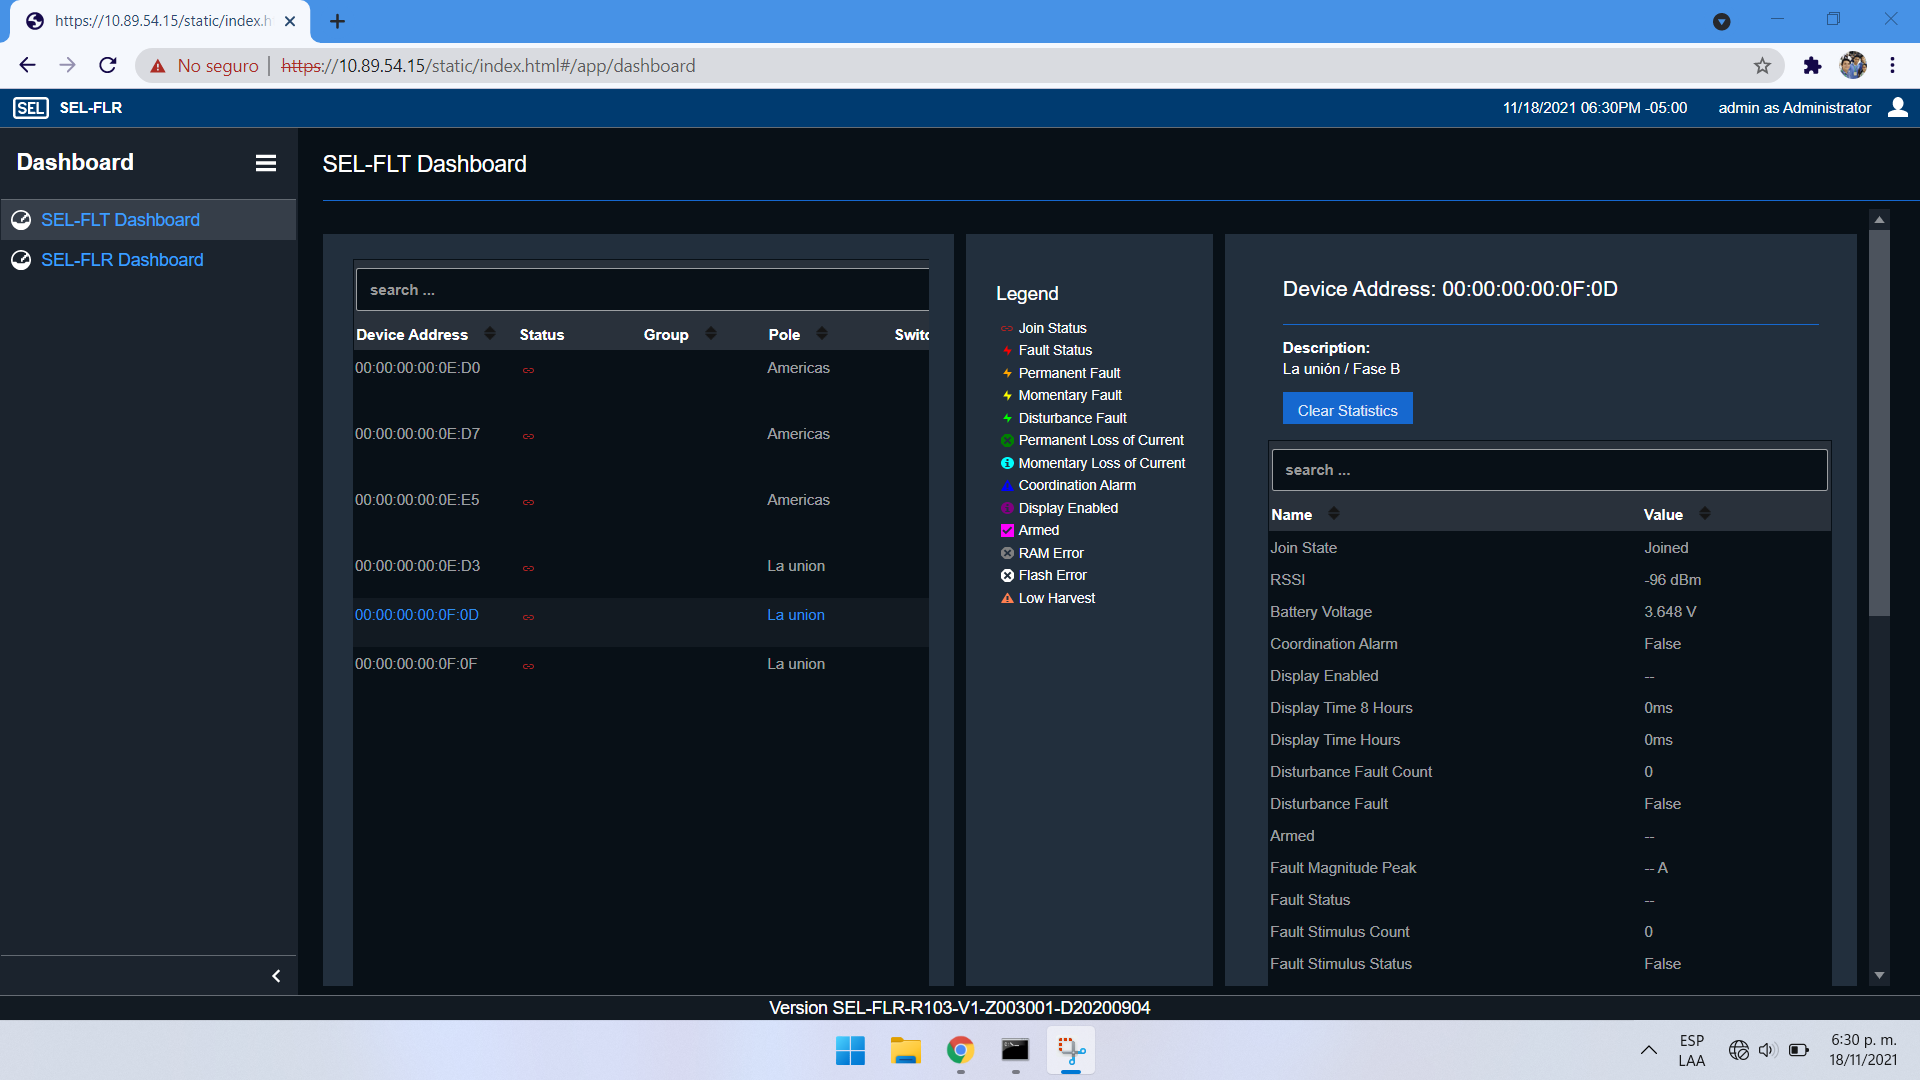 https://10.89.54.15/static/index.h
No seguro | https://10.89.54.15/static/index.html#/app/dashboard
SEL SEL-FLR
11/18/2021 06:30PM -05:00 admin as Administrator
Dashboard
SEL-FLT Dashboard
SEL-FLR Dashboard
SEL-FLT Dashboard
search ...
Device Address Status Group Pole Switc
00:00:00:00:0E:D0 Americas
00:00:00:00:0E:D7 Americas
00:00:00:00:0E:E5 Americas
00:00:00:00:0E:D3 La union
00:00:00:00:0F:0D La union
00:00:00:00:0F:0F La union
Legend
Join Status
Fault Status
Permanent Fault
Momentary Fault
Disturbance Fault
Permanent Loss of Current
Momentary Loss of Current
Coordination Alarm
Display Enabled
Armed
RAM Error
Flash Error
Low Harvest
Device Address: 00:00:00:00:0F:0D
Description:
La unión / Fase B
Clear Statistics
search ...
Name Value
Join State Joined
RSSI -96 dBm
Battery Voltage 3.648 V
Coordination Alarm False
Display Enabled --
Display Time 8 Hours 0ms
Display Time Hours 0ms
Disturbance Fault Count 0
Disturbance Fault False
Armed --
Fault Magnitude Peak -- A
Fault Status --
Fault Stimulus Count 0
Fault Stimulus Status False
Version SEL-FLR-R103-V1-Z003001-D20200904
ESP
LAA
6:30 p. m.
18/11/2021